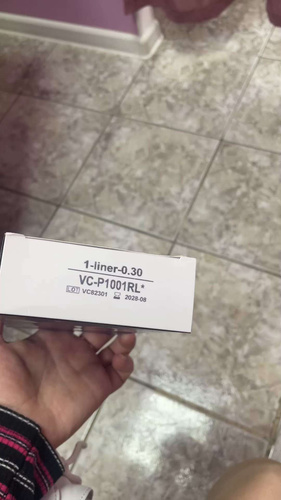 1-liner-0.30
VC-P1001RL*
LOT VC82301 2028-08